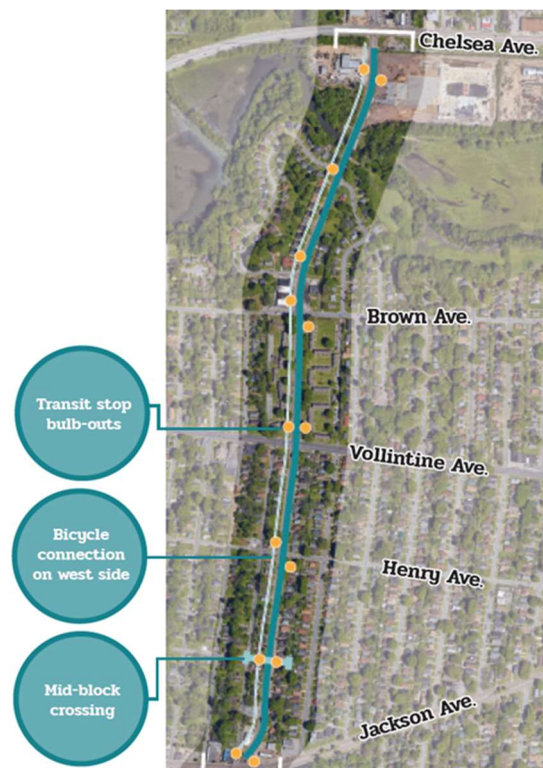 Chelsea Ave.
Brown Ave.
Transit stop
bulb-outs
Vollintine Ave.
Bicycle
connection
on west side
Henry Ave.
Mid-block
crossing
Jackson Ave.